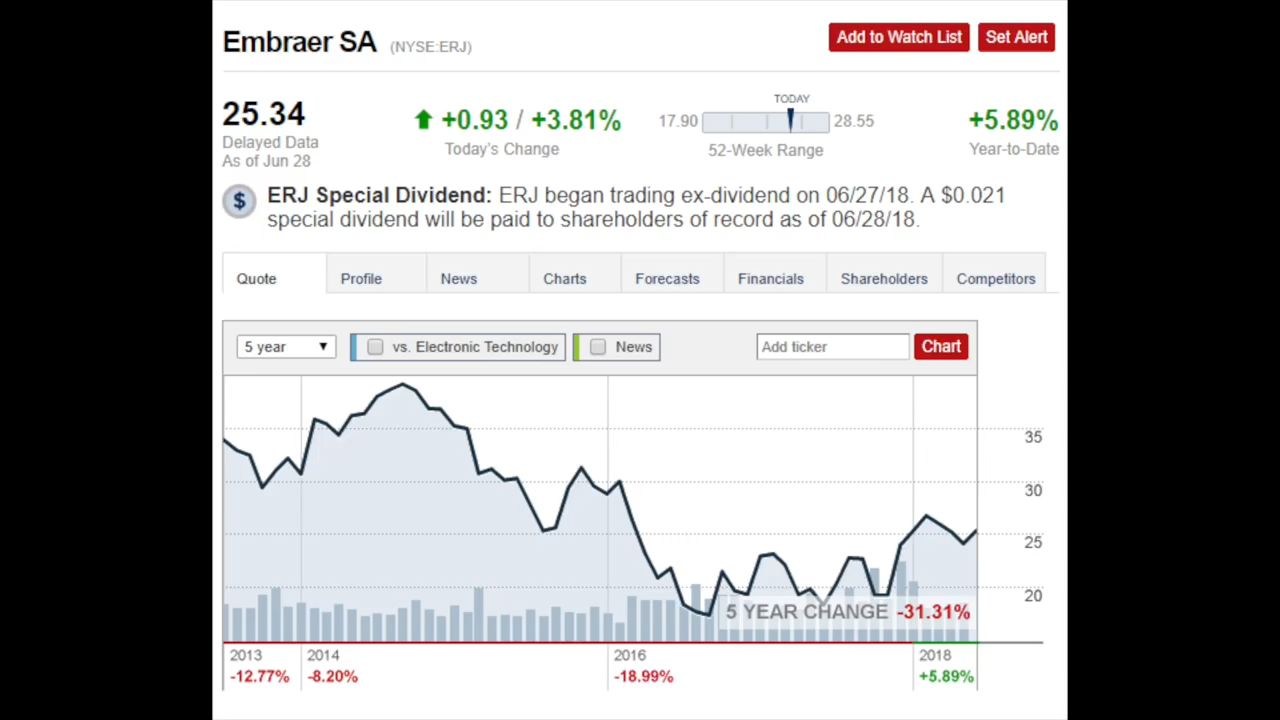 Embraer SA (NYSE:ERJ)
Add to Watch List
Set Alert
25.34
Delayed Data
As of Jun 28
+0.93 / +3.81%
Today's Change
TODAY
17.90
28.55
52-Week Range
+5.89%
Year-to-Date
$
ERJ Special Dividend: ERJ began trading ex-dividend on 06/27/18. A $0.021
special dividend will be paid to shareholders of record as of 06/28/18.
Quote
Profile
News
Charts
Forecasts
Financials
Shareholders
Competitors
5 year
vs. Electronic Technology
News
Add ticker
Chart
35
30
25
20
5 YEAR CHANGE -31.31%
2013
2014
2016
2018
-12.77%
-8.20%
-18.99%
+5.89%